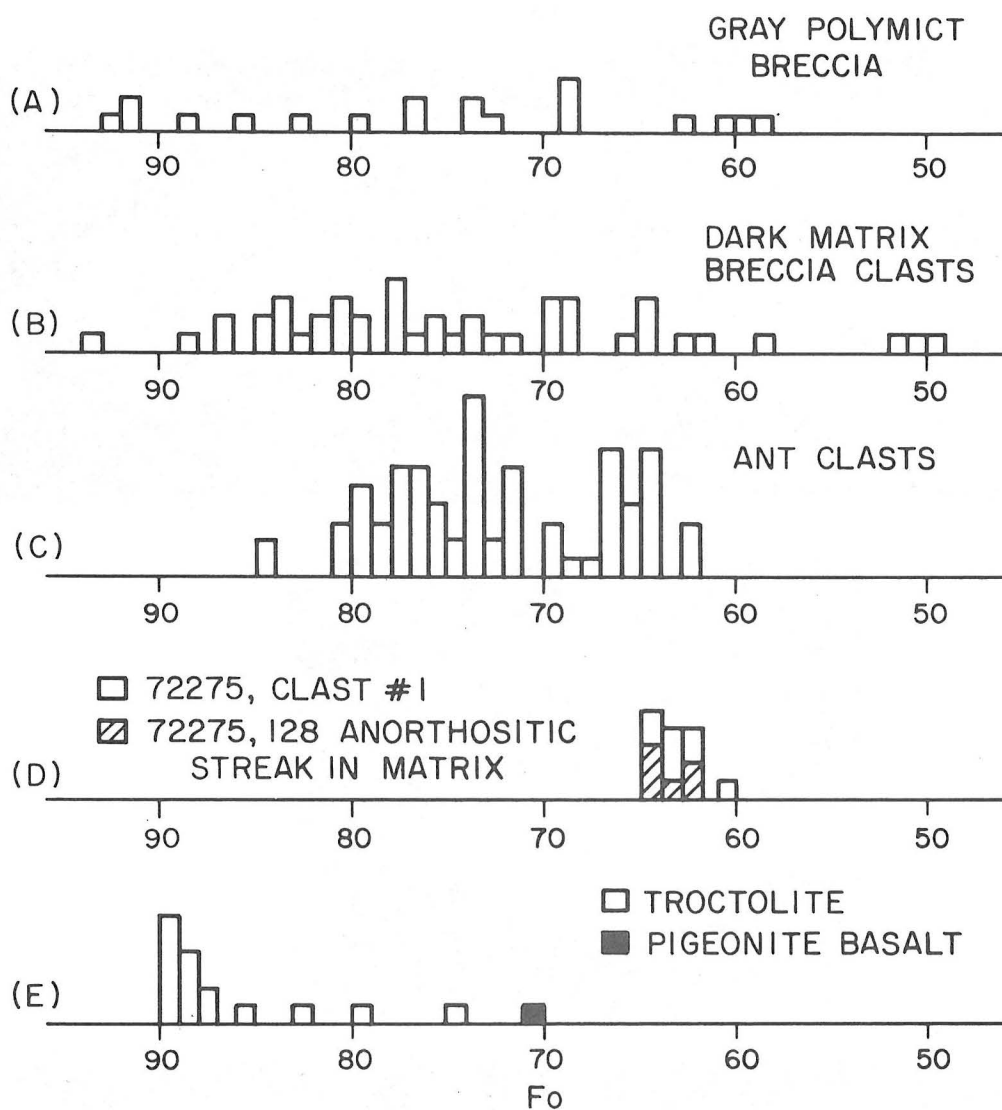 GRAY POLYMICT
BRECCIA
(A)
90 80 70 60 50
DARK MATRIX
BRECCIA CLASTS
(B)
90 80 70 60 50
ANT CLASTS
(C)
90 80 70 60 50
72275, CLAST #1
72275, 128 ANORTHOSITIC
STREAK IN MATRIX
(D)
90 80 70 60 50
TROCTOLITE
PIGEONITE BASALT
(E)
90 80 70 60 50
Fo